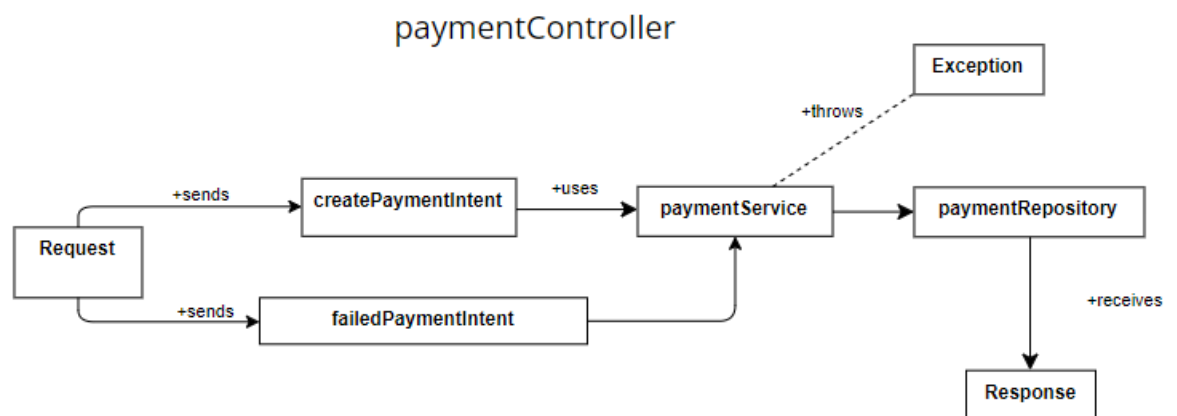 paymentController
Exception
+throws
+sends
createPaymentIntent
+uses
paymentService
paymentRepository
Request
+sends
failedPaymentIntent
+receives
Response